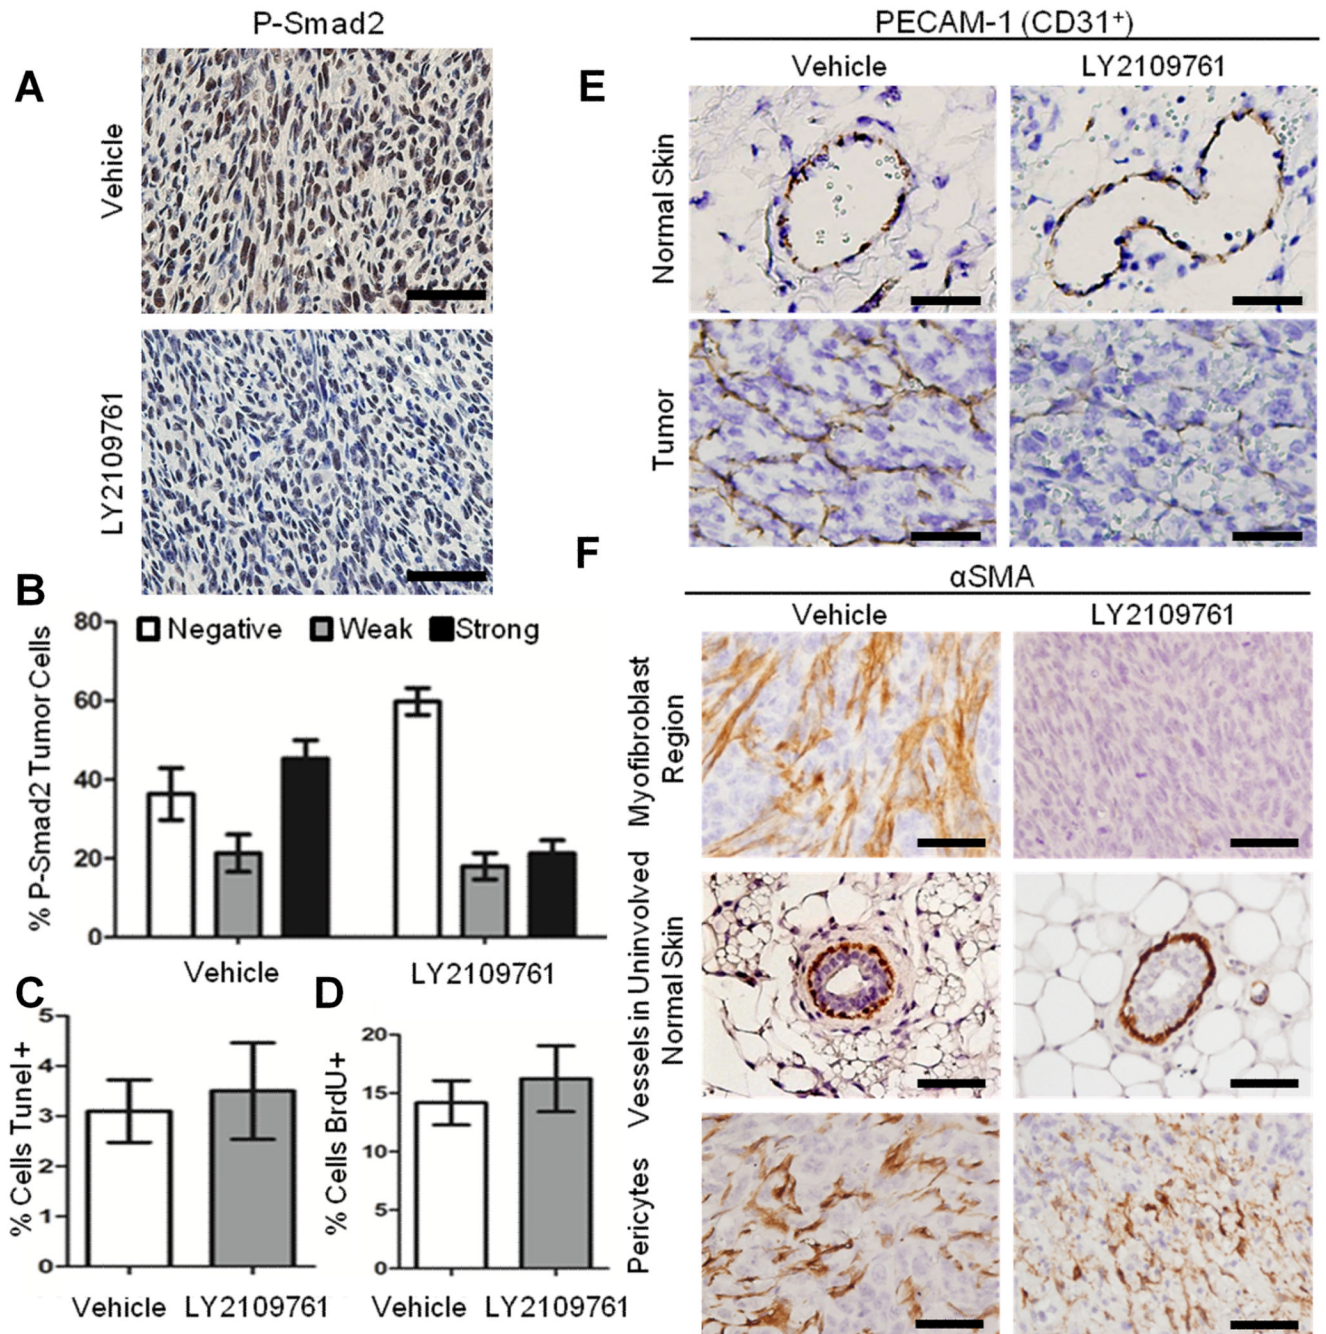 P-Smad2
A
Vehicle
LY2109761
B
80
60
40
20
0
% P-Smad2 Tumor Cells
Negative Weak Strong
Vehicle LY2109761
C
5
4
3
2
1
0
% Cells Tunel +
Vehicle LY2109761
D
20
15
10
5
0
% Cells BrdU+
Vehicle LY2109761
E
PECAM-1 (CD31⁺)
Vehicle LY2109761
Normal Skin
Tumor
F
αSMA
Vehicle LY2109761
Myofibroblast
Region
Vessels in Uninvolved
Normal Skin
Pericytes